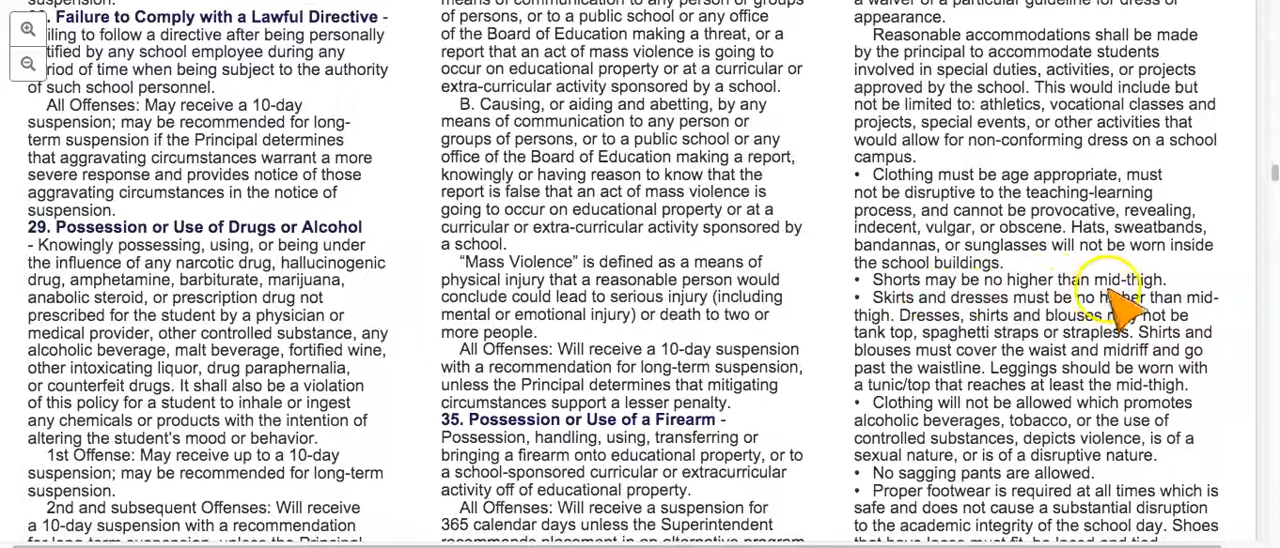 suspension.
. Failure to Comply with a Lawful Directive -
iling to follow a directive after being personally
tified by any school employee during any
riod of time when being subject to the authority
of such school personnel.
All Offenses: May receive a 10-day
suspension; may be recommended for long-
term suspension if the Principal determines
that aggravating circumstances warrant a more
severe response and provides notice of those
aggravating circumstances in the notice of
suspension.
29. Possession or Use of Drugs or Alcohol
- Knowingly possessing, using, or being under
the influence of any narcotic drug, hallucinogenic
drug, amphetamine, barbiturate, marijuana,
anabolic steroid, or prescription drug not
prescribed for the student by a physician or
medical provider, other controlled substance, any
alcoholic beverage, malt beverage, fortified wine,
other intoxicating liquor, drug paraphernalia,
or counterfeit drugs. It shall also be a violation
of this policy for a student to inhale or ingest
any chemicals or products with the intention of
altering the student's mood or behavior.
1st Offense: May receive up to a 10-day
suspension; may be recommended for long-term
suspension.
2nd and subsequent Offenses: Will receive
a 10-day suspension with a recommendation
for long-term suspension, unless the Principal
means of communication to any person or groups
of persons, or to a public school or any office
of the Board of Education making a threat, or a
report that an act of mass violence is going to
occur on educational property or at a curricular or
extra-curricular activity sponsored by a school.
B. Causing, or aiding and abetting, by any
means of communication to any person or
groups of persons, or to a public school or any
office of the Board of Education making a report,
knowingly or having reason to know that the
report is false that an act of mass violence is
going to occur on educational property or at a
curricular or extra-curricular activity sponsored by
a school.
“Mass Violence” is defined as a means of
physical injury that a reasonable person would
conclude could lead to serious injury (including
mental or emotional injury) or death to two or
more people.
All Offenses: Will receive a 10-day suspension
with a recommendation for long-term suspension,
unless the Principal determines that mitigating
circumstances support a lesser penalty.
35. Possession or Use of a Firearm -
Possession, handling, using, transferring or
bringing a firearm onto educational property, or to
a school-sponsored curricular or extracurricular
activity off of educational property.
All Offenses: Will receive a suspension for
365 calendar days unless the Superintendent
recommends placement in an alternative program
a waiver of a particular guideline for dress or
appearance.
Reasonable accommodations shall be made
by the principal to accommodate students
involved in special duties, activities, or projects
approved by the school. This would include but
not be limited to: athletics, vocational classes and
projects, special events, or other activities that
would allow for non-conforming dress on a school
campus.
• Clothing must be age appropriate, must
not be disruptive to the teaching-learning
process, and cannot be provocative, revealing,
indecent, vulgar, or obscene. Hats, sweatbands,
bandannas, or sunglasses will not be worn inside
the school buildings.
• Shorts may be no higher than mid-thigh.
• Skirts and dresses must be no higher than mid-
thigh. Dresses, shirts and blouses may not be
tank top, spaghetti straps or strapless. Shirts and
blouses must cover the waist and midriff and go
past the waistline. Leggings should be worn with
a tunic/top that reaches at least the mid-thigh.
• Clothing will not be allowed which promotes
alcoholic beverages, tobacco, or the use of
controlled substances, depicts violence, is of a
sexual nature, or is of a disruptive nature.
• No sagging pants are allowed.
• Proper footwear is required at all times which is
safe and does not cause a substantial disruption
to the academic integrity of the school day. Shoes
that have laces must fit, be laced and tied